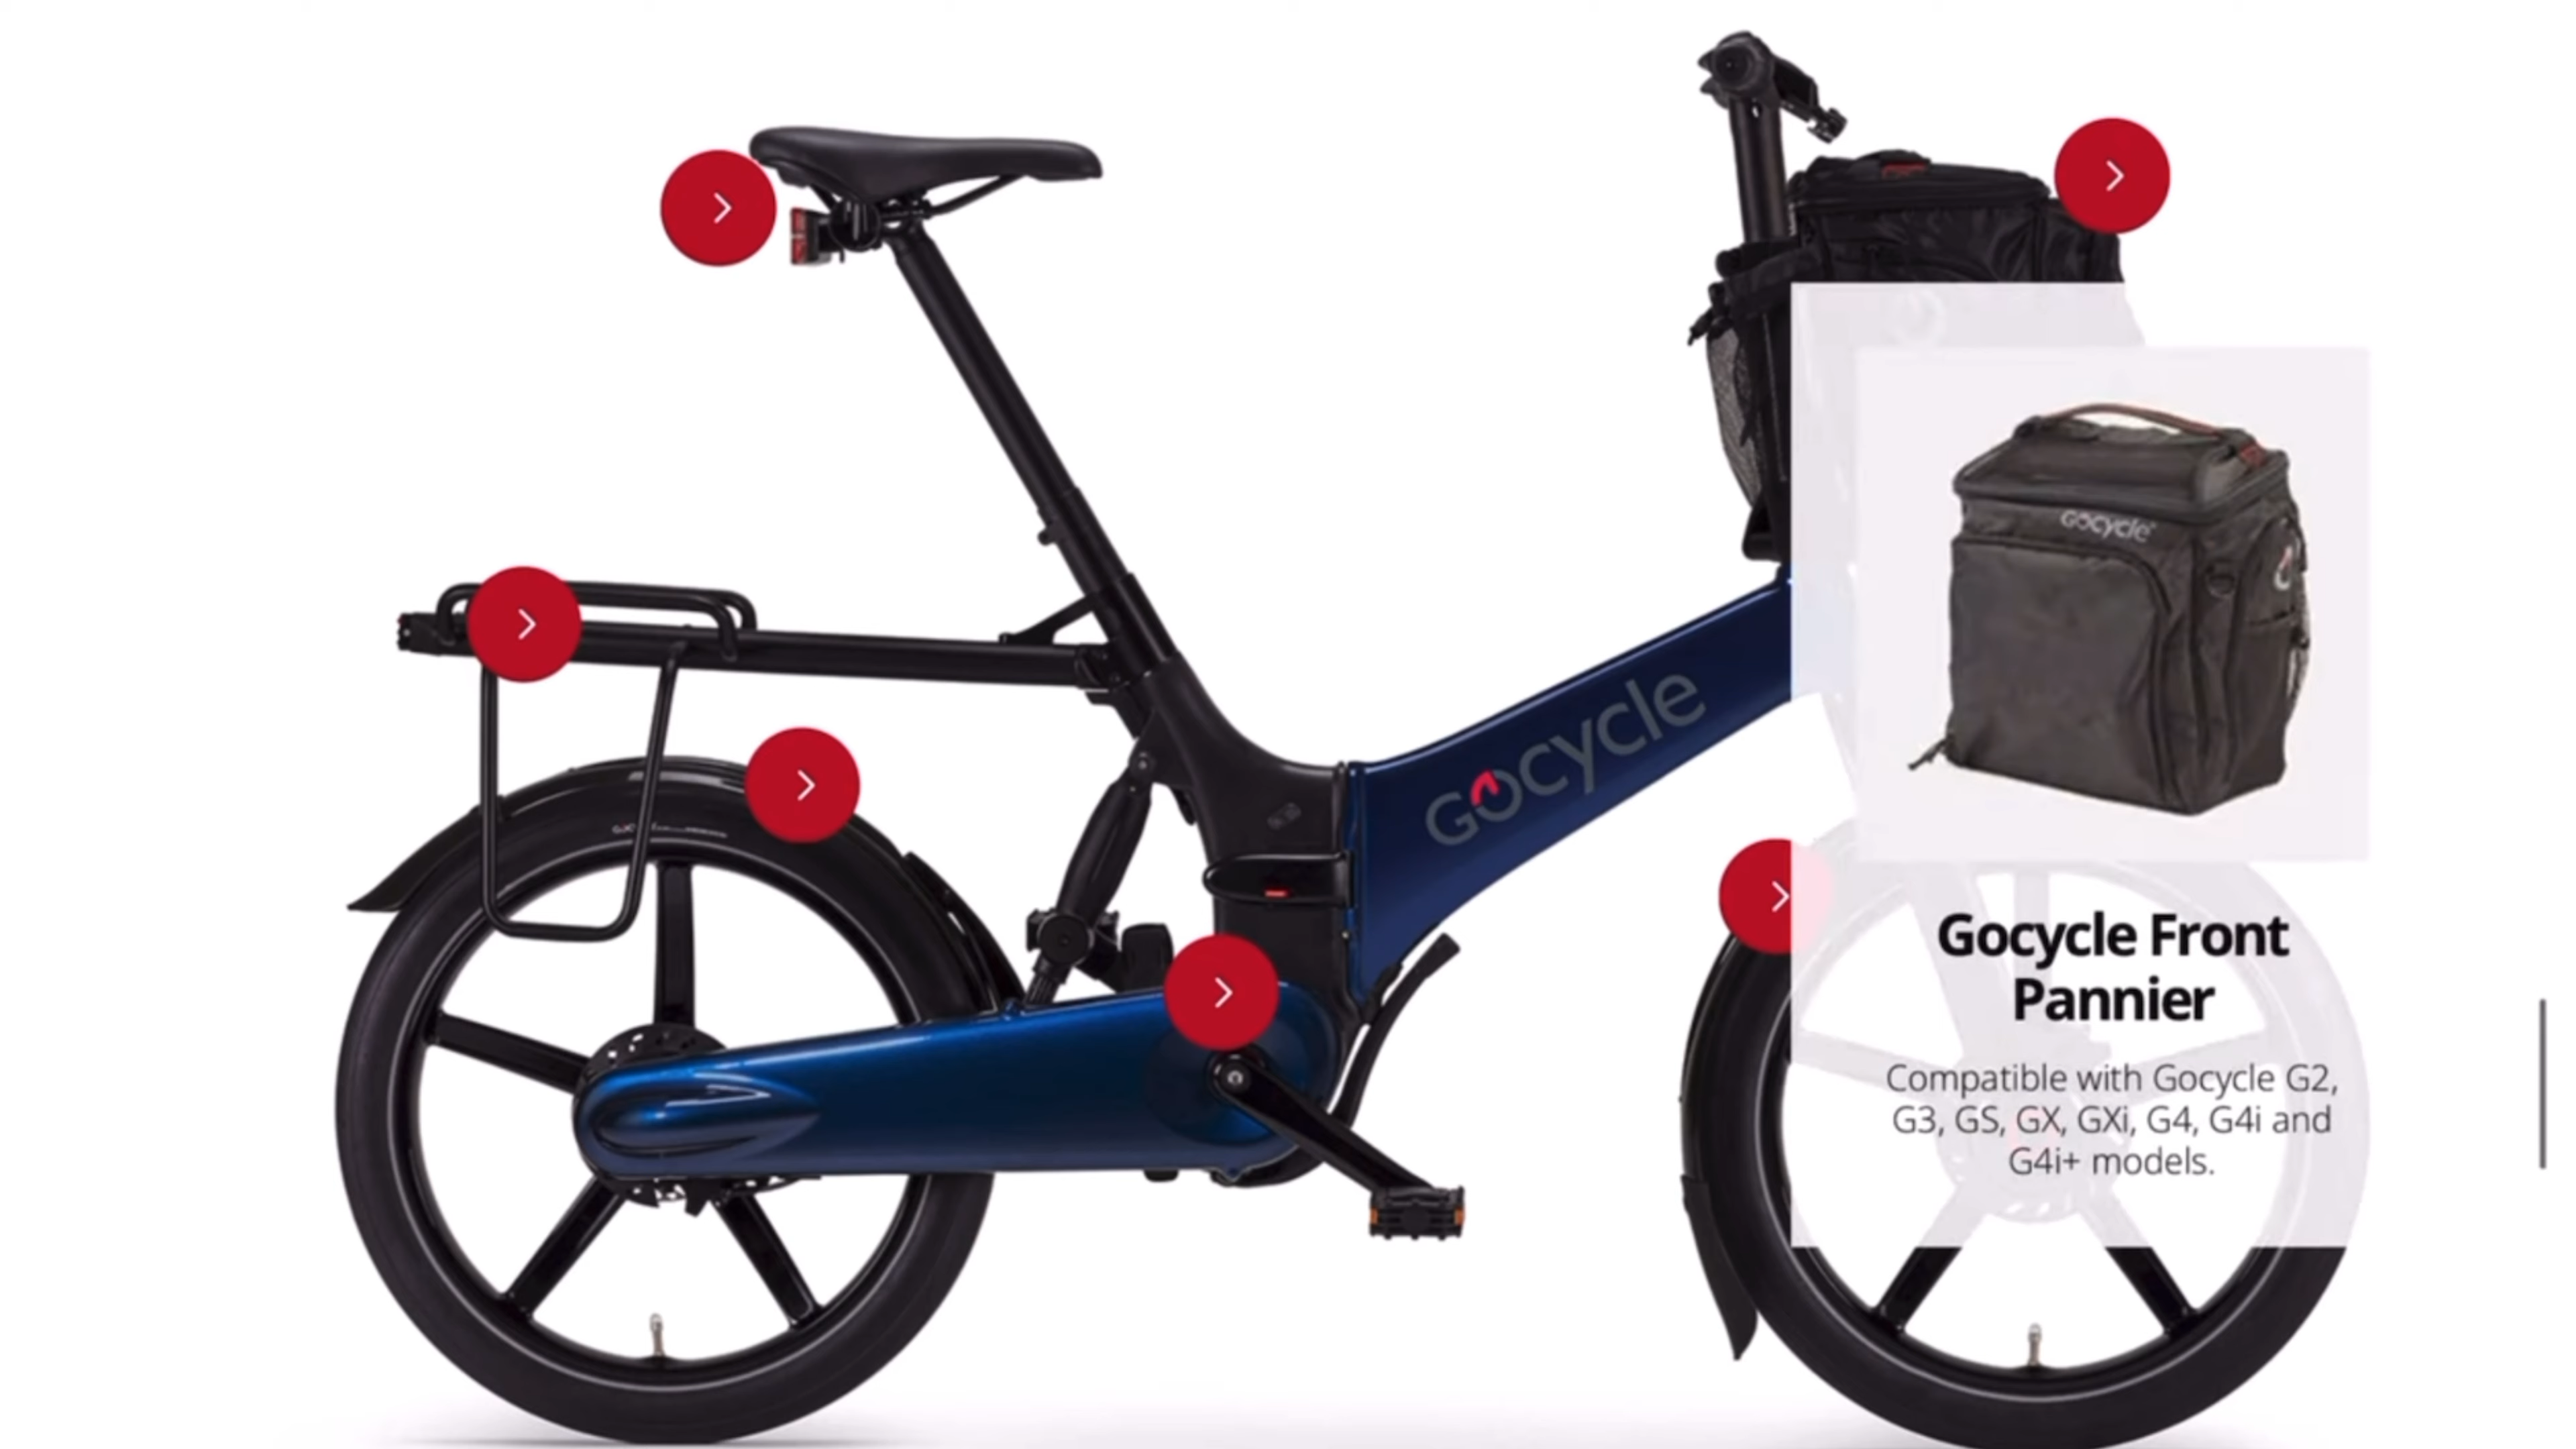 GOcycle
GOcycle
Gocycle Front
Pannier
Compatible with Gocycle G2,
G3, GS, GX, GXi, G4, G4i and
G4i+ models.